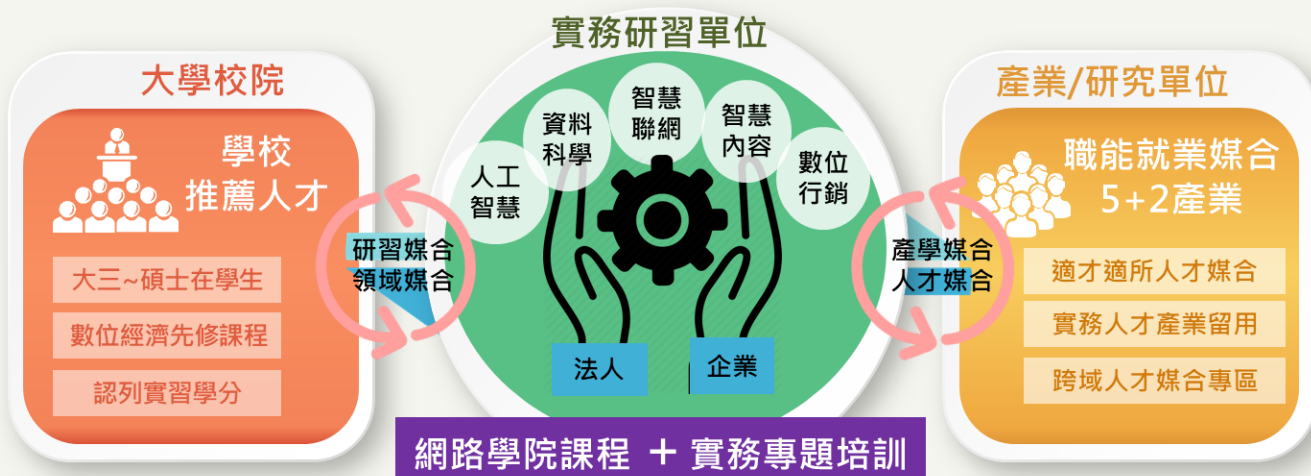 大學校院
學校
推薦人才
大三~碩士在學生
數位經濟先修課程
認列實習學分
研習媒合
領域媒合
實務研習單位
人工
智慧
資料
科學
智慧
聯網
智慧
內容
數位
行銷
法人
企業
網路學院課程 + 實務專題培訓
產學媒合
人才媒合
產業/研究單位
職能就業媒合
5+2產業
適才適所人才媒合
實務人才產業留用
跨域人才媒合專區